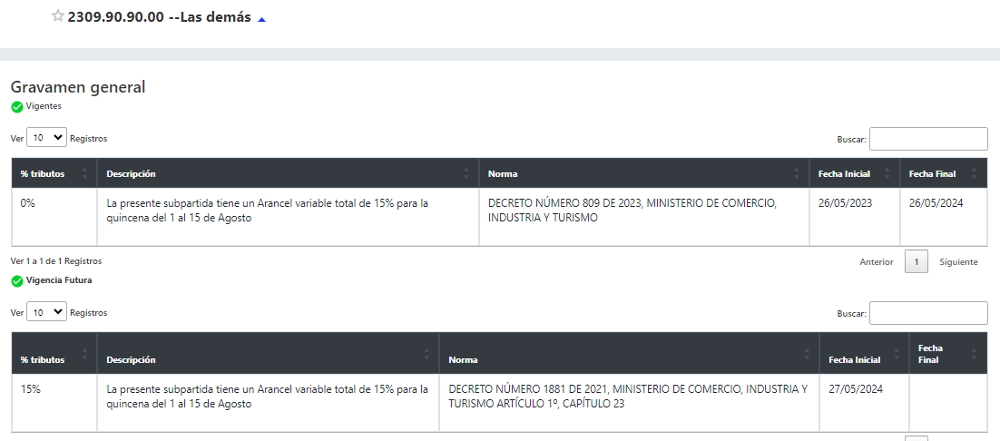 2309.90.90.00 --Las demás
Gravamen general
Vigentes
Ver 10 Registros
Buscar:
% tributos Descripción Norma Fecha Inicial Fecha Final
0% La presente subpartida tiene un Arancel variable total de 15% para la DECRETO NÚMERO 809 DE 2023, MINISTERIO DE COMERCIO, 26/05/2023 26/05/2024
quincena del 1 al 15 de Agosto INDUSTRIA Y TURISMO
Ver 1 a 1 de 1 Registros
Anterior 1 Siguiente
Vigencia Futura
Ver 10 Registros
Buscar:
Fecha
% tributos Descripción Norma Fecha Inicial Final
15% La presente subpartida tiene un Arancel variable total de 15% para la DECRETO NÚMERO 1881 DE 2021, MINISTERIO DE COMERCIO, INDUSTRIA Y 27/05/2024
quincena del 1 al 15 de Agosto TURISMO ARTÍCULO 1º, CAPÍTULO 23